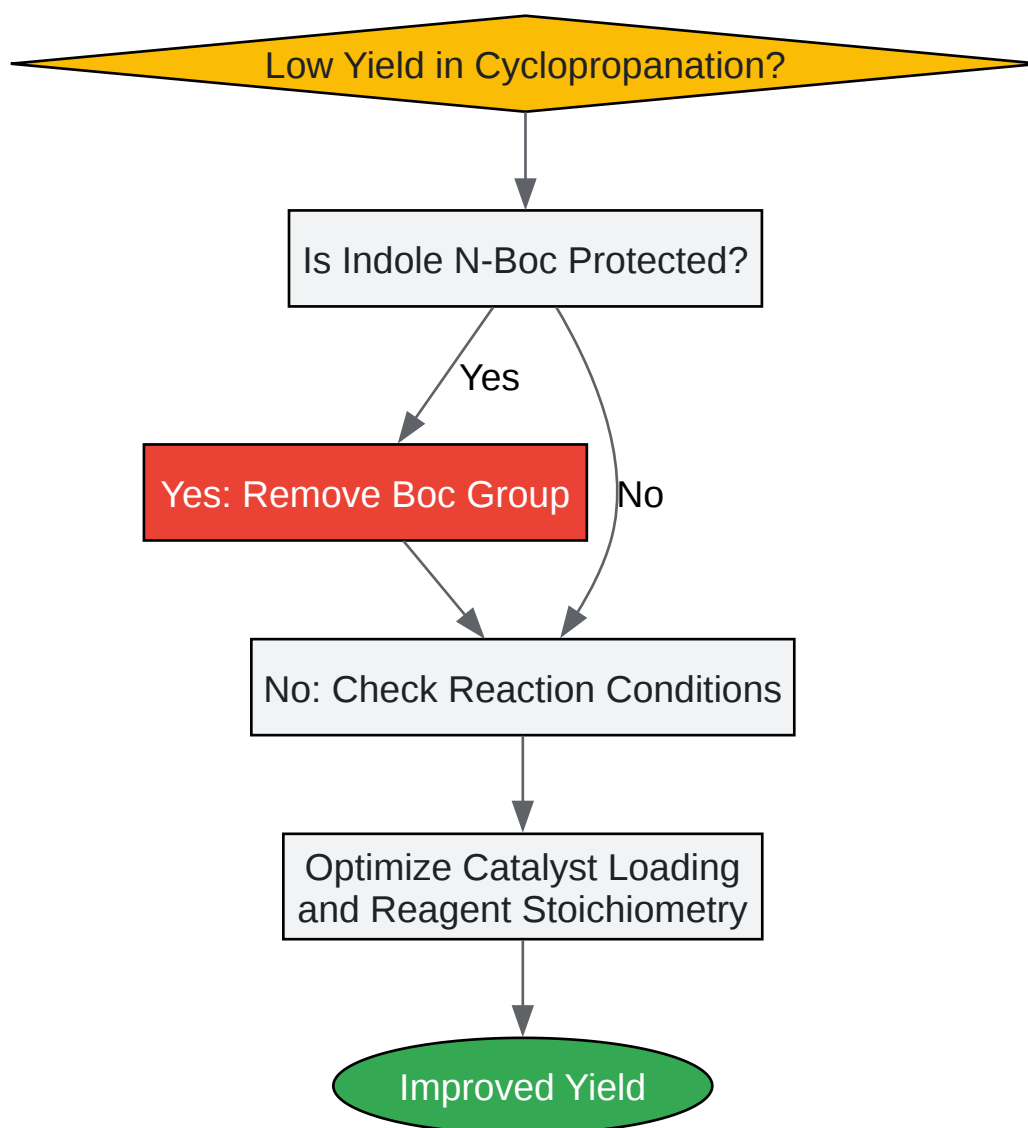 Low Yield in Cyclopropanation?
Is Indole N-Boc Protected?
Yes
Yes: Remove Boc Group
No
No: Check Reaction Conditions
Optimize Catalyst Loading
and Reagent Stoichiometry
Improved Yield